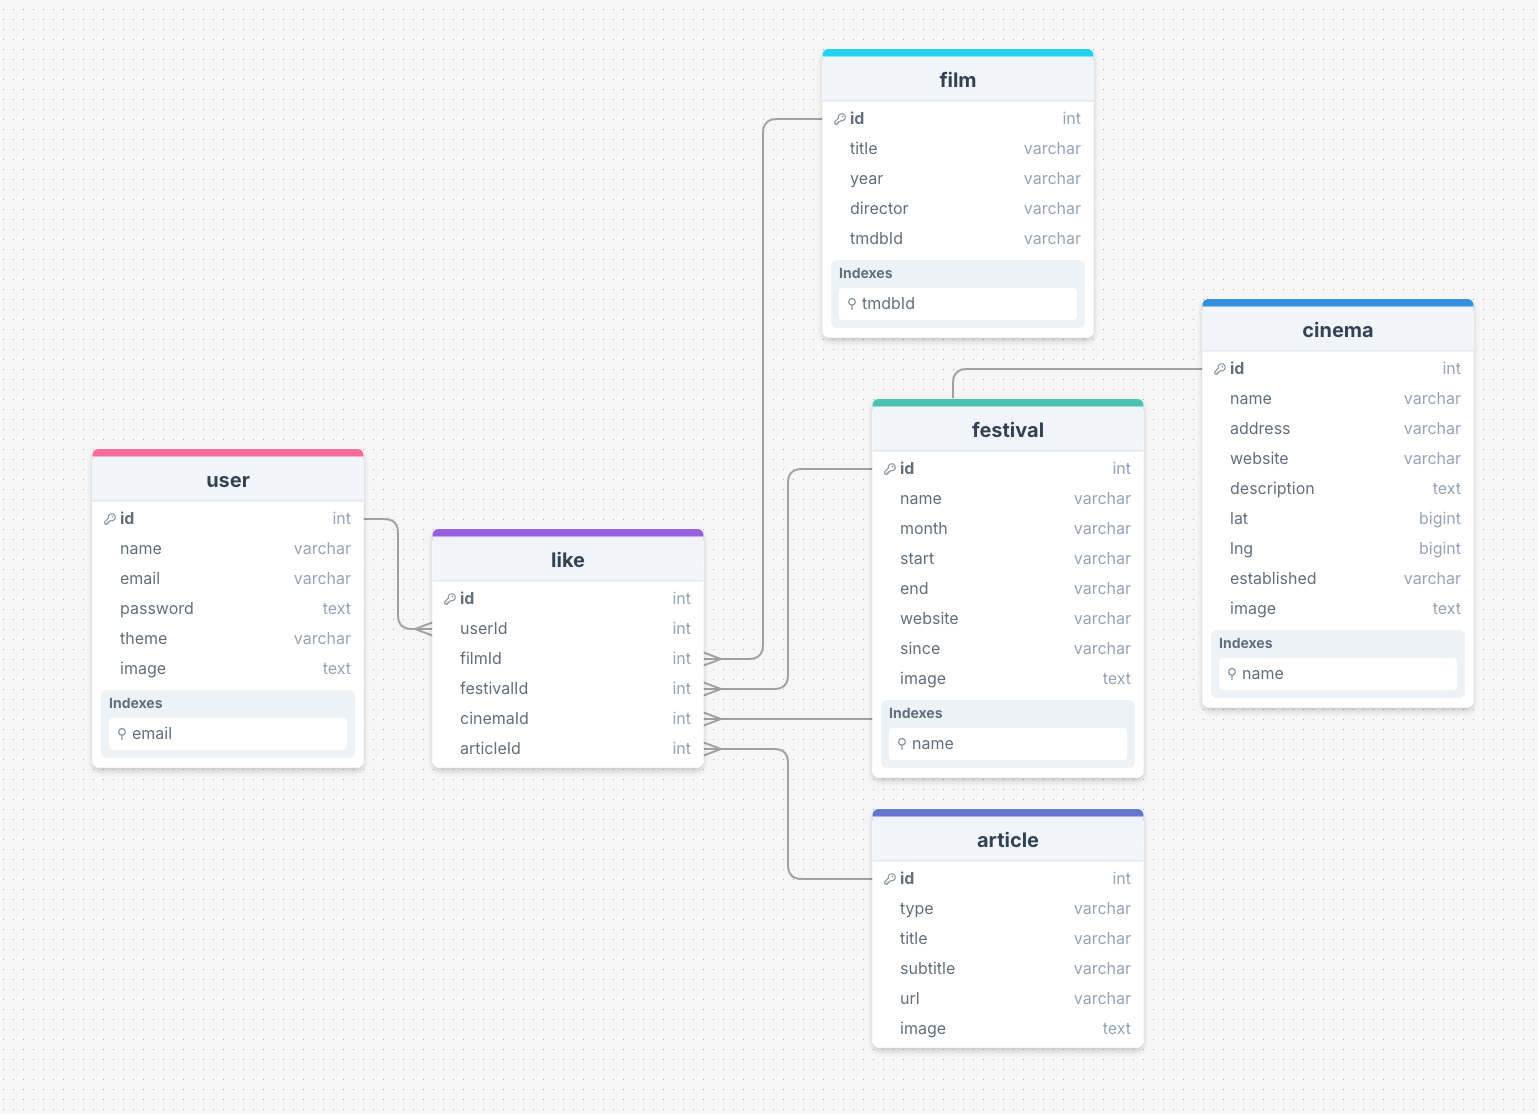 film
id int
title varchar
year varchar
director varchar
tmdbId varchar
Indexes
tmdbId
cinema
id int
name varchar
address varchar
website varchar
description text
lat bigint
lng bigint
established varchar
image text
Indexes
name
festival
id int
name varchar
month varchar
start varchar
end varchar
website varchar
since varchar
image text
Indexes
name
user
id int
name varchar
email varchar
password text
theme varchar
image text
Indexes
email
like
id int
userId int
filmId int
festivalId int
cinemaId int
articleId int
article
id int
type varchar
title varchar
subtitle varchar
url varchar
image text